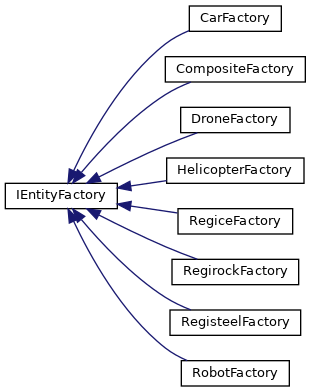 CarFactory
CompositeFactory
DroneFactory
HelicopterFactory
IEntityFactory
RegiceFactory
RegirockFactory
RegisteelFactory
RobotFactory